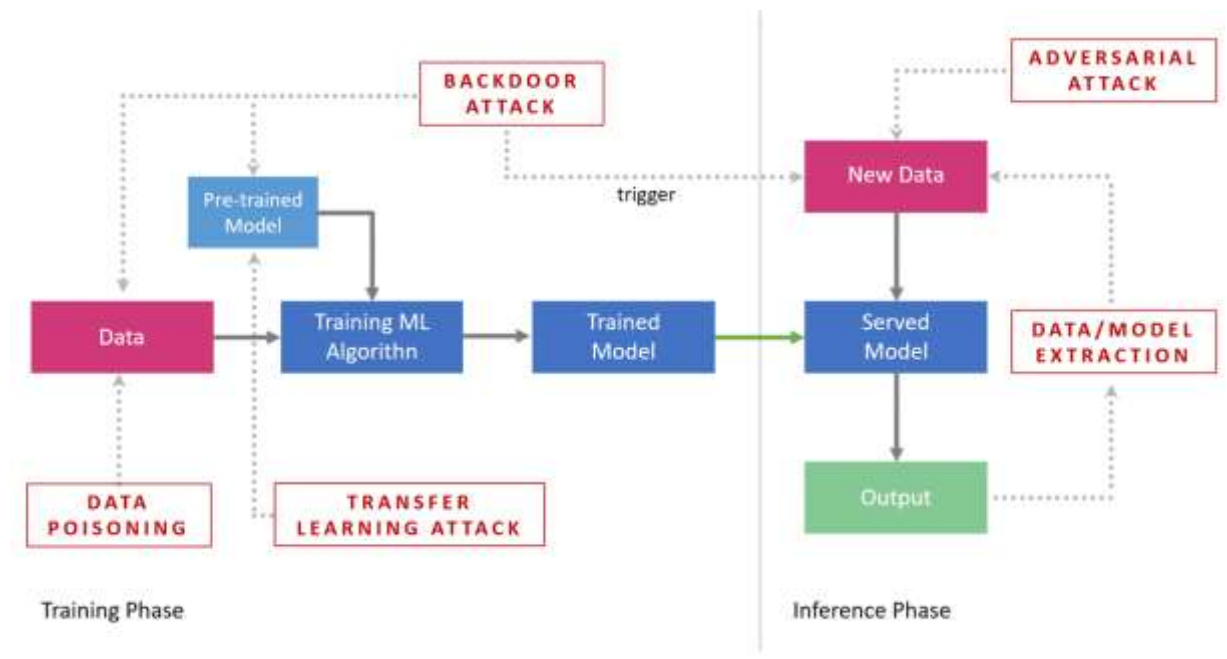 BACKDOOR
ATTACK
ADVERSARIAL
ATTACK
Pre-trained
Model
trigger
New Data
Data
Training ML
Algorithn
Trained
Model
Served
Model
DATA/MODEL
EXTRACTION
DATA
POISONING
TRANSFER
LEARNING ATTACK
Output
Training Phase
Inference Phase